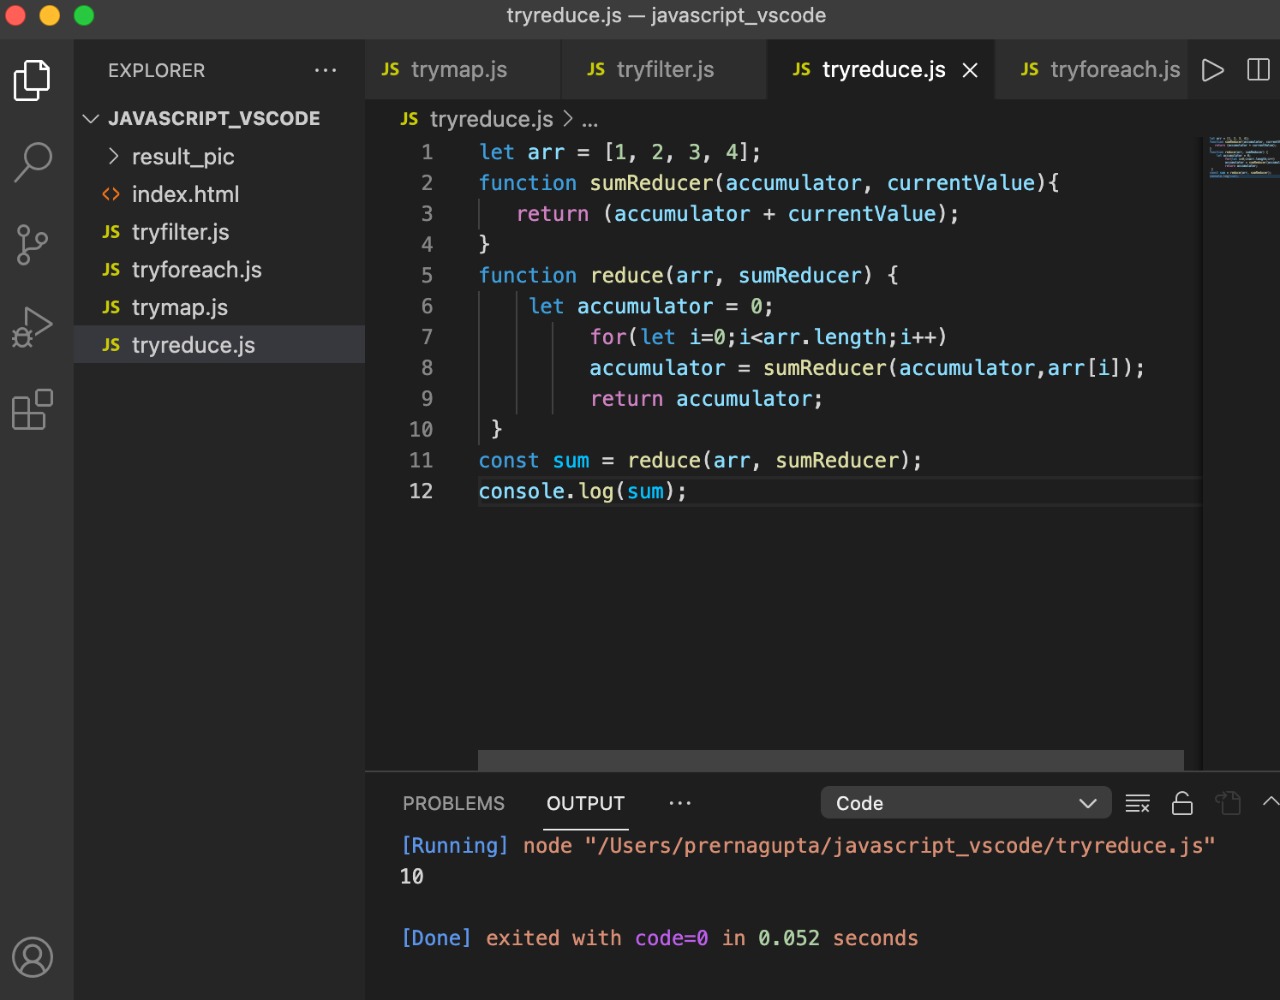 tryreduce.js — javascript_vscode
EXPLORER ...
JS trymap.js JS tryfilter.js JS tryreduce.js JS tryforeach.js
JAVASCRIPT_VSCODE
result_pic
<> index.html
JS tryfilter.js
JS tryforeach.js
JS trymap.js
JS tryreduce.js
JS tryreduce.js > ...
1 let arr = [1, 2, 3, 4];
2 function sumReducer(accumulator, currentValue){
3 return (accumulator + currentValue);
4 }
5 function reduce(arr, sumReducer) {
6 let accumulator = 0;
7 for(let i=0;i<arr.length;i++)
8 accumulator = sumReducer(accumulator,arr[i]);
9 return accumulator;
10 }
11 const sum = reduce(arr, sumReducer);
12 console.log(sum);
PROBLEMS OUTPUT ... Code
[Running] node "/Users/prernagupta/javascript_vscode/tryreduce.js"
10
[Done] exited with code=0 in 0.052 seconds